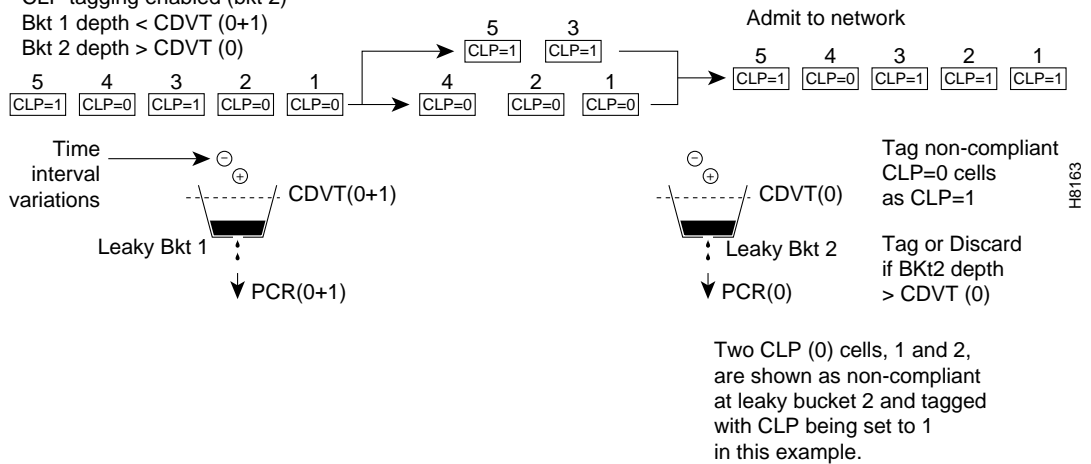 CLP tagging enabled (bkt 2)
Bkt 1 depth < CDVT (0+1)
Bkt 2 depth > CDVT (0)
Admit to network
5 3
CLP=1 CLP=1
5 4 3 2 1
CLP=1 CLP=0 CLP=1 CLP=0 CLP=0
4 2 1
CLP=0 CLP=0 CLP=0
5 4 3 2 1
CLP=1 CLP=0 CLP=1 CLP=1 CLP=1
Time
interval
variations
− +
CDVT(0+1)
Leaky Bkt 1
PCR(0+1)
− +
CDVT(0)
Leaky Bkt 2
PCR(0)
Tag non-compliant
CLP=0 cells
as CLP=1
Tag or Discard
if BKt2 depth
> CDVT (0)
H8163
Two CLP (0) cells, 1 and 2,
are shown as non-compliant
at leaky bucket 2 and tagged
with CLP being set to 1
in this example.